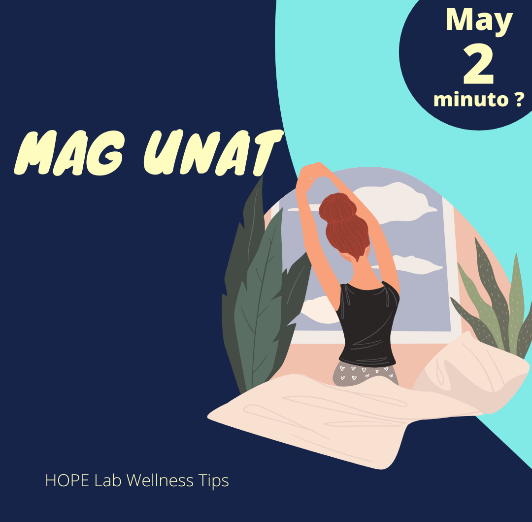 May
2
minuto ?
MAG UNAT
HOPE Lab Wellness Tips